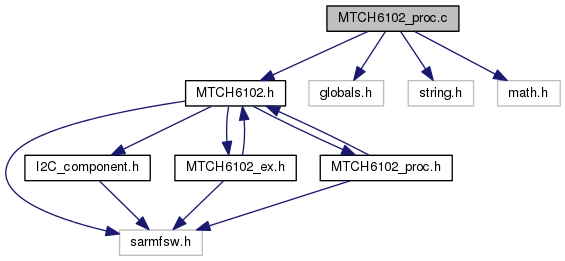 MTCH6102_proc.c
MTCH6102.h
globals.h
string.h
math.h
I2C_component.h
MTCH6102_ex.h
MTCH6102_proc.h
sarmfsw.h